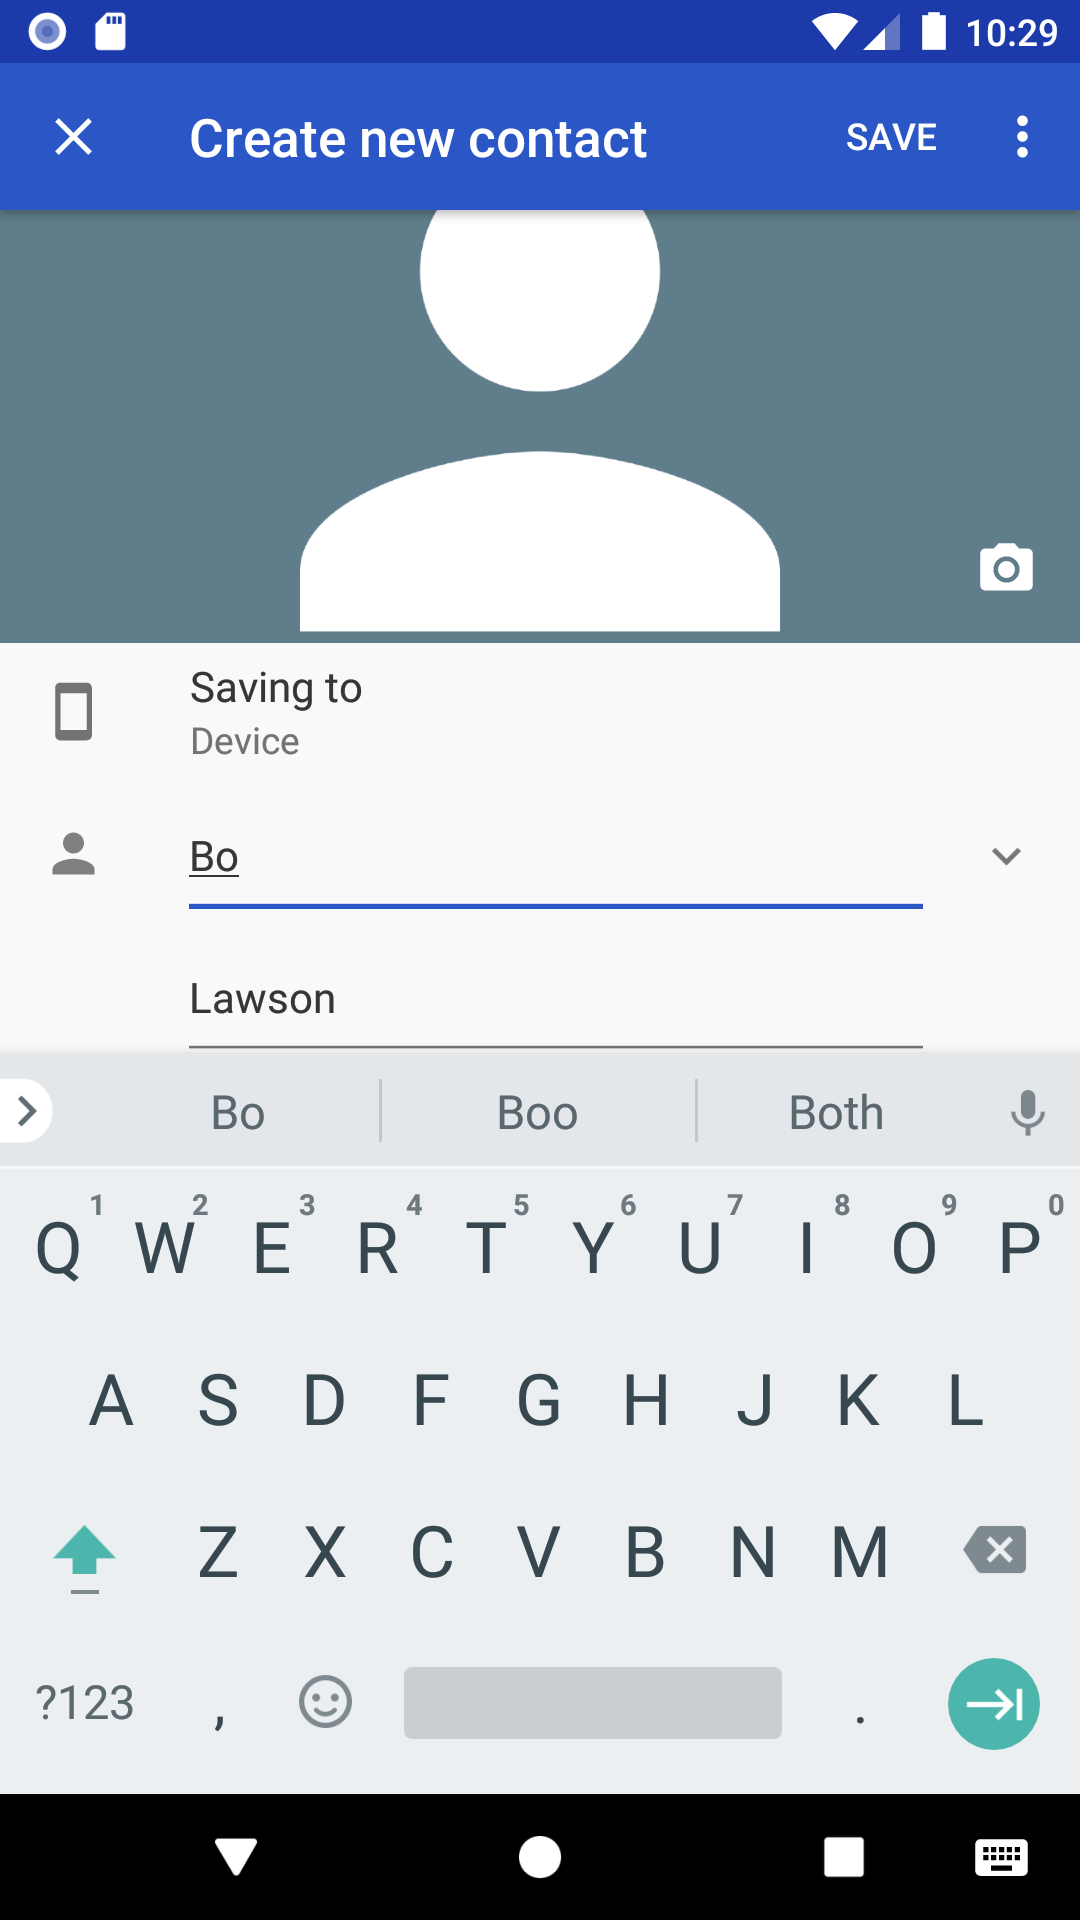 10:29
Create new contact SAVE
Saving to
Device
Bo
Lawson
Bo Boo Both
1 2 3 4 5 6 7 8 9 0
Q W E R T Y U I O P
A S D F G H J K L
Z X C V B N M
?123 , .